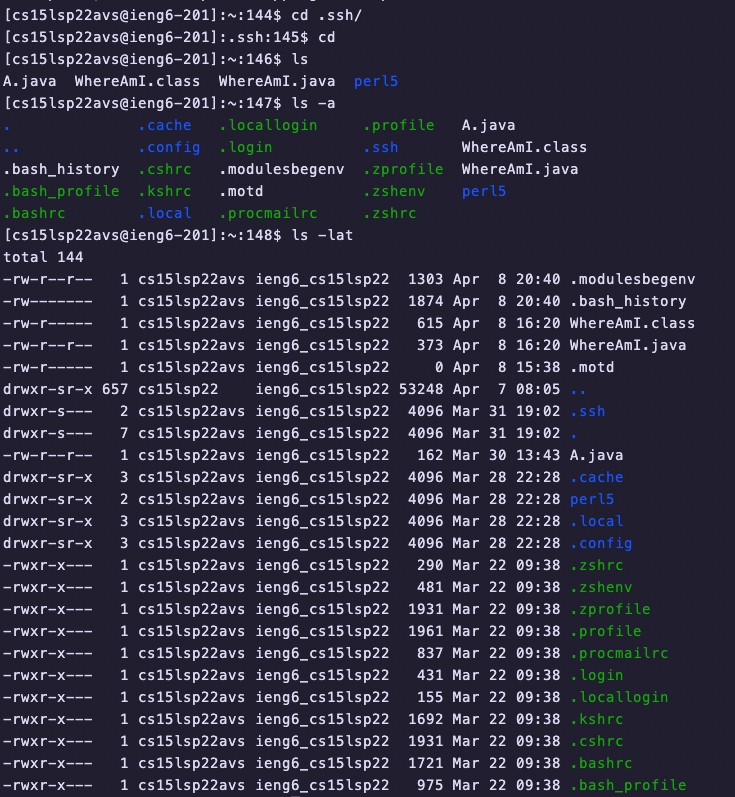 [cs15lsp22avs@ieng6-201]:~:144$ cd .ssh/
[cs15lsp22avs@ieng6-201]:.ssh:145$ cd
[cs15lsp22avs@ieng6-201]:~:146$ ls
A.java  WhereAmI.class  WhereAmI.java  perl5
[cs15lsp22avs@ieng6-201]:~:147$ ls -a
.              .cache   .locallogin     .profile   A.java
..             .config  .login          .ssh       WhereAmI.class
.bash_history  .cshrc   .modulesbegenv  .zprofile  WhereAmI.java
.bash_profile  .kshrc   .motd           .zshenv    perl5
.bashrc        .local   .procmailrc     .zshrc
[cs15lsp22avs@ieng6-201]:~:148$ ls -lat
total 144
-rw-r--r--   1 cs15lsp22avs ieng6_cs15lsp22  1303 Apr  8 20:40 .modulesbegenv
-rw-------   1 cs15lsp22avs ieng6_cs15lsp22  1874 Apr  8 20:40 .bash_history
-rw-r-----   1 cs15lsp22avs ieng6_cs15lsp22   615 Apr  8 16:20 WhereAmI.class
-rw-r--r--   1 cs15lsp22avs ieng6_cs15lsp22   373 Apr  8 16:20 WhereAmI.java
-rw-r-----   1 cs15lsp22avs ieng6_cs15lsp22     0 Apr  8 15:38 .motd
drwxr-sr-x 657 cs15lsp22    ieng6_cs15lsp22 53248 Apr  7 08:05 ..
drwxr-s---   2 cs15lsp22avs ieng6_cs15lsp22  4096 Mar 31 19:02 .ssh
drwxr-s---   7 cs15lsp22avs ieng6_cs15lsp22  4096 Mar 31 19:02 .
-rw-r--r--   1 cs15lsp22avs ieng6_cs15lsp22   162 Mar 30 13:43 A.java
drwxr-sr-x   3 cs15lsp22avs ieng6_cs15lsp22  4096 Mar 28 22:28 .cache
drwxr-sr-x   2 cs15lsp22avs ieng6_cs15lsp22  4096 Mar 28 22:28 perl5
drwxr-sr-x   3 cs15lsp22avs ieng6_cs15lsp22  4096 Mar 28 22:28 .local
drwxr-sr-x   3 cs15lsp22avs ieng6_cs15lsp22  4096 Mar 28 22:28 .config
-rwxr-x---   1 cs15lsp22avs ieng6_cs15lsp22   290 Mar 22 09:38 .zshrc
-rwxr-x---   1 cs15lsp22avs ieng6_cs15lsp22   481 Mar 22 09:38 .zshenv
-rwxr-x---   1 cs15lsp22avs ieng6_cs15lsp22  1931 Mar 22 09:38 .zprofile
-rwxr-x---   1 cs15lsp22avs ieng6_cs15lsp22  1961 Mar 22 09:38 .profile
-rwxr-x---   1 cs15lsp22avs ieng6_cs15lsp22   837 Mar 22 09:38 .procmailrc
-rwxr-x---   1 cs15lsp22avs ieng6_cs15lsp22   431 Mar 22 09:38 .login
-rwxr-x---   1 cs15lsp22avs ieng6_cs15lsp22   155 Mar 22 09:38 .locallogin
-rwxr-x---   1 cs15lsp22avs ieng6_cs15lsp22  1692 Mar 22 09:38 .kshrc
-rwxr-x---   1 cs15lsp22avs ieng6_cs15lsp22  1931 Mar 22 09:38 .cshrc
-rwxr-x---   1 cs15lsp22avs ieng6_cs15lsp22  1721 Mar 22 09:38 .bashrc
-rwxr-x---   1 cs15lsp22avs ieng6_cs15lsp22   975 Mar 22 09:38 .bash_profile